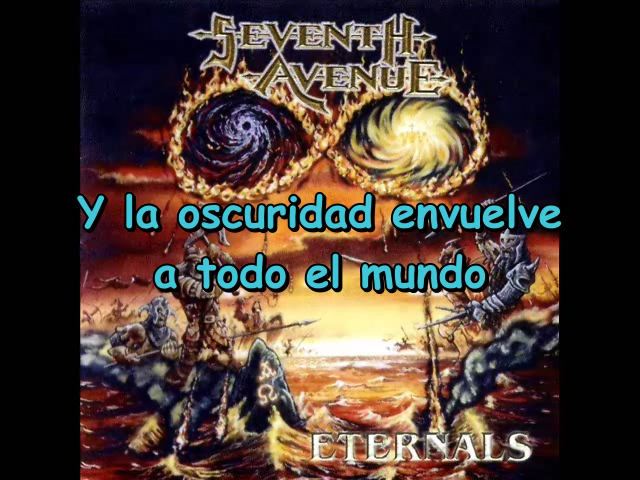 SEVENTH
AVENUE
Y la oscuridad envuelve
a todo el mundo
ETERNALS